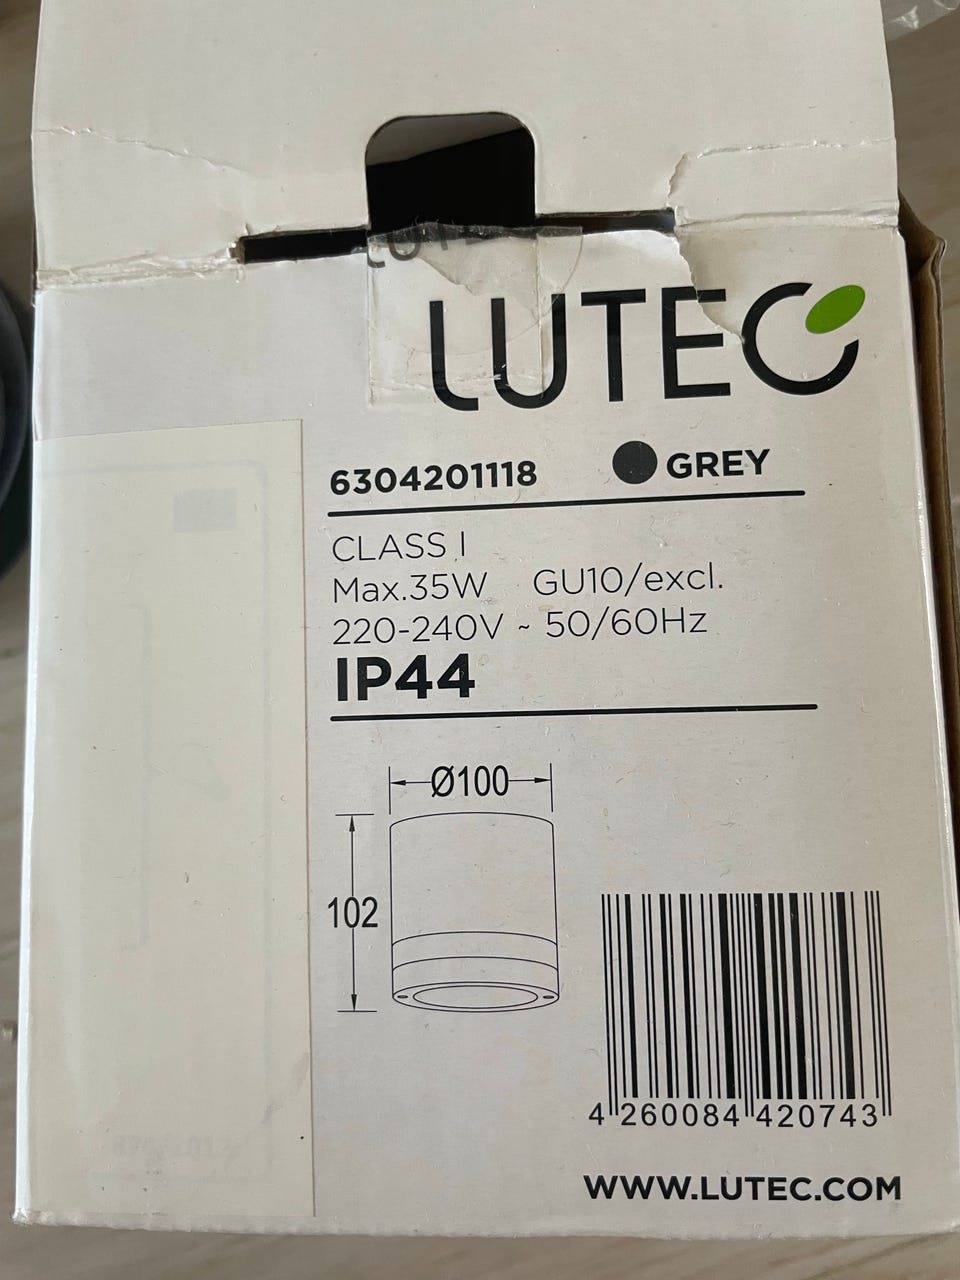 LUTEC
6304201118 GREY
CLASS I
Max.35W GU10/excl.
220-240V ~ 50/60Hz
IP44
Ø100
102
4 260084 420743
WWW.LUTEC.COM